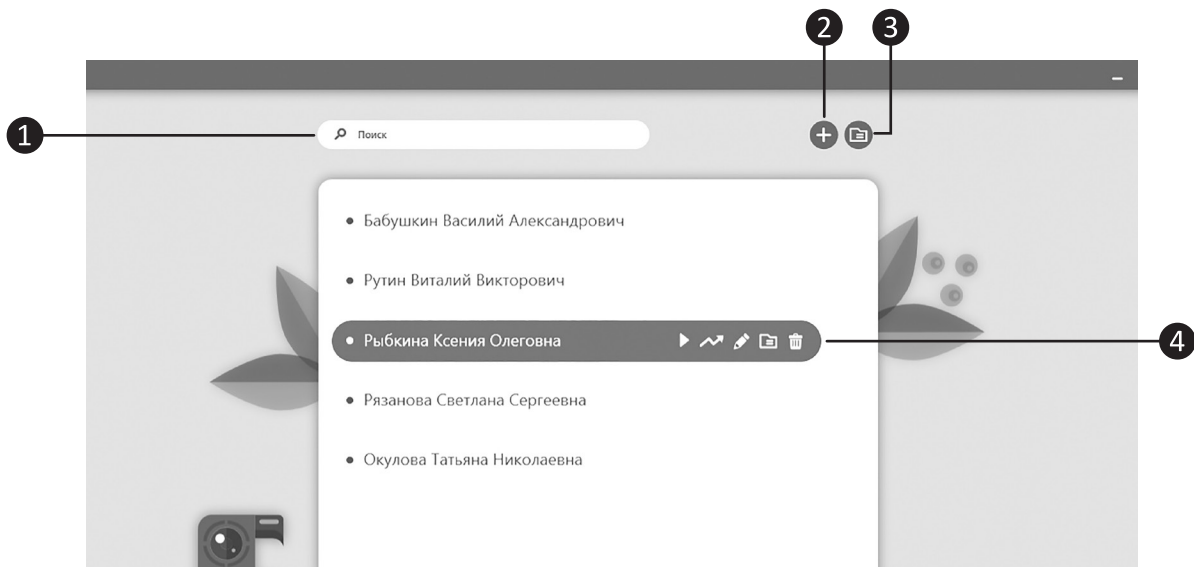 2
3
1
Поиск
Бабушкин Василий Александрович
Рутин Виталий Викторович
Рыбкина Ксения Олеговна
4
Рязанова Светлана Сергеевна
Окулова Татьяна Николаевна